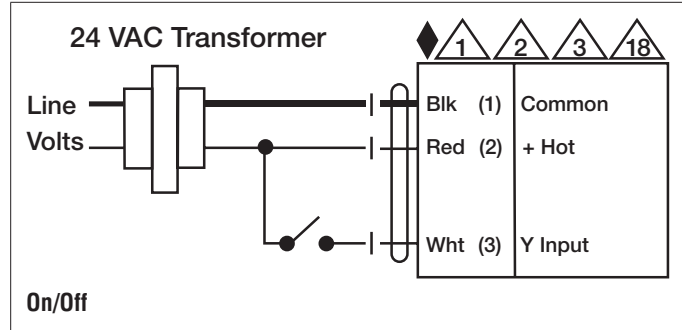 24 VAC Transformer
1 2 3 18
Line
Volts
Blk (1) Common
Red (2) + Hot
Wht (3) Y Input
On/Off